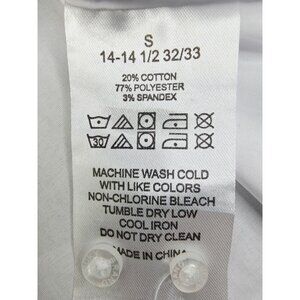 S
14-14 1/2 32/33
20% COTTON
77% POLYESTER
3% SPANDEX
30
MACHINE WASH COLD
WITH LIKE COLORS
NON-CHLORINE BLEACH
TUMBLE DRY LOW
COOL IRON
DO NOT DRY CLEAN
MADE IN CHINA